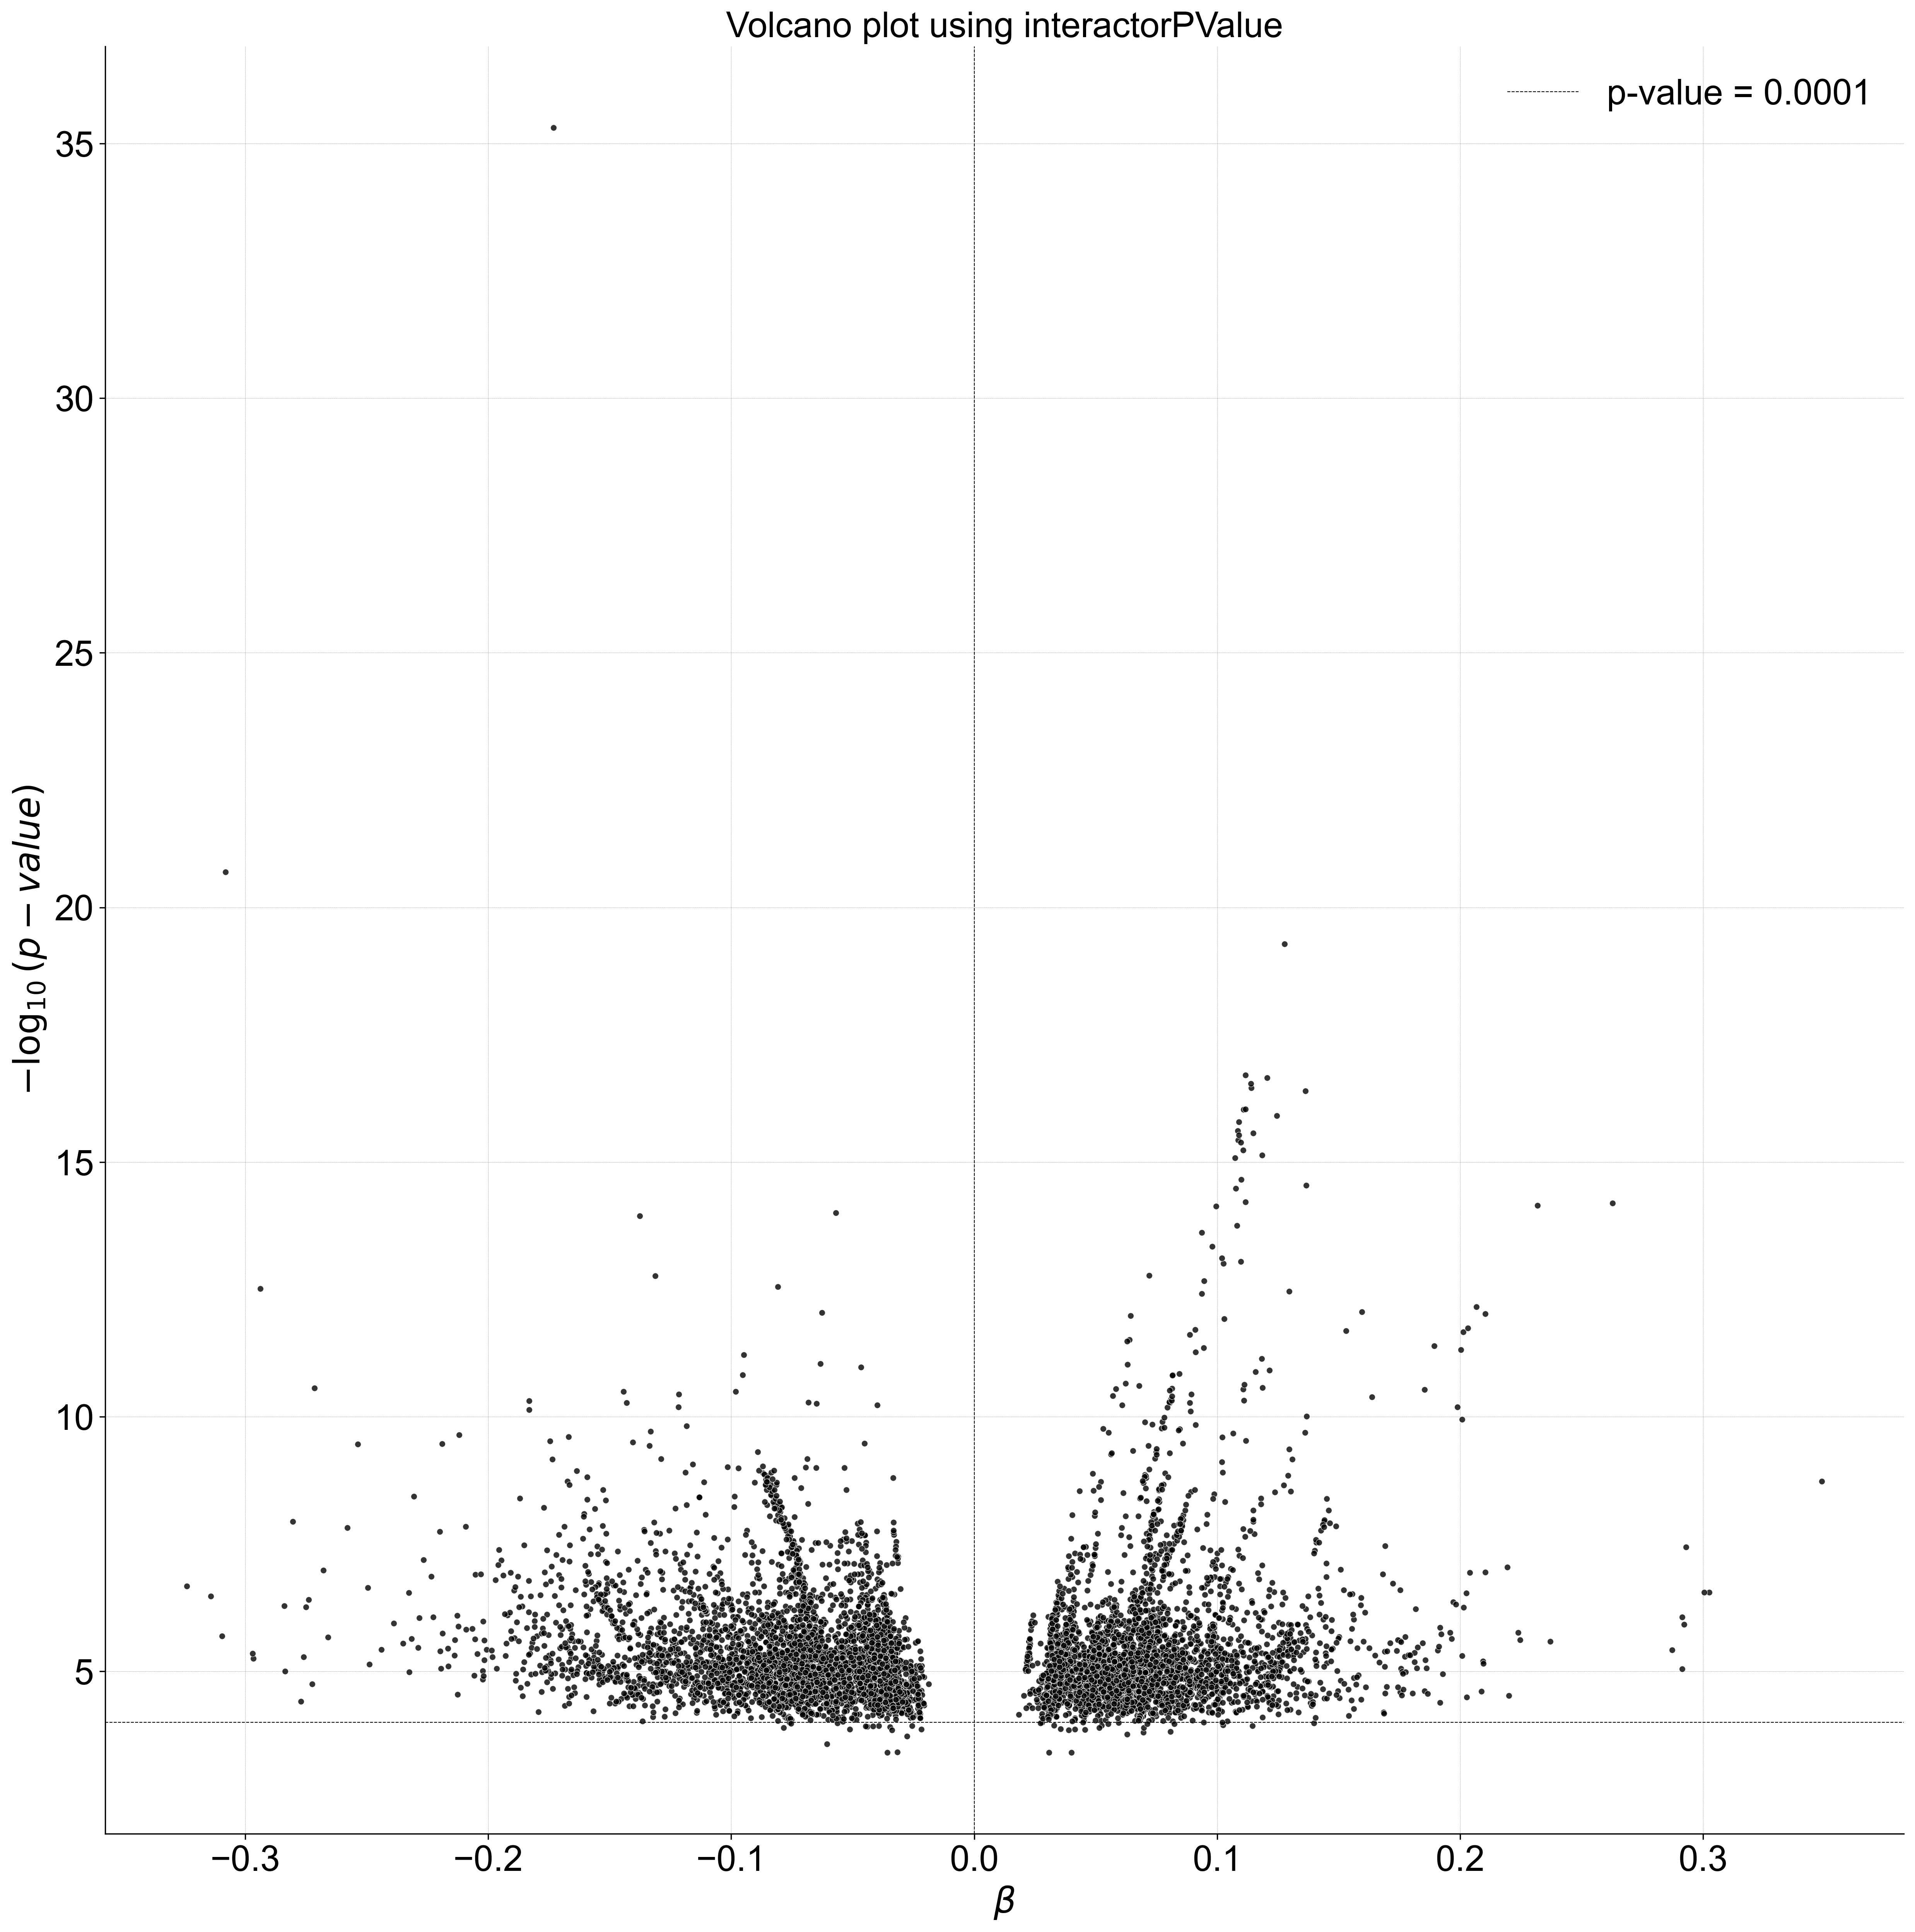 Volcano plot using interactorPValue
p-value = 0.0001
35
30
25
20
15
10
5
−log10 (p − value)
−0.3 −0.2 −0.1 0.0 0.1 0.2 0.3
β